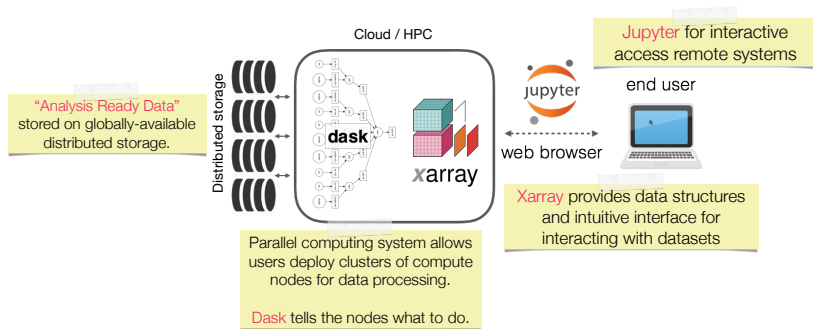 Cloud / HPC
Jupyter for interactive
access remote systems
end user
"Analysis Ready Data"
stored on globally-available
distributed storage.
Distributed storage
dask
xarray
jupyter
web browser
Xarray provides data structures
and intuitive interface for
interacting with datasets
Parallel computing system allows
users deploy clusters of compute
nodes for data processing.
Dask tells the nodes what to do.